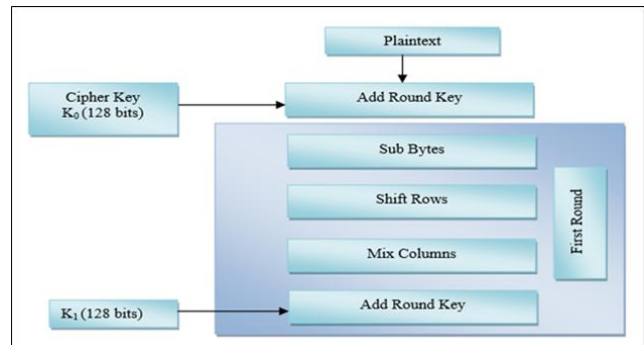 Plaintext
Cipher Key
K₀ (128 bits)
Add Round Key
Sub Bytes
Shift Rows
First Round
Mix Columns
K₁ (128 bits)
Add Round Key